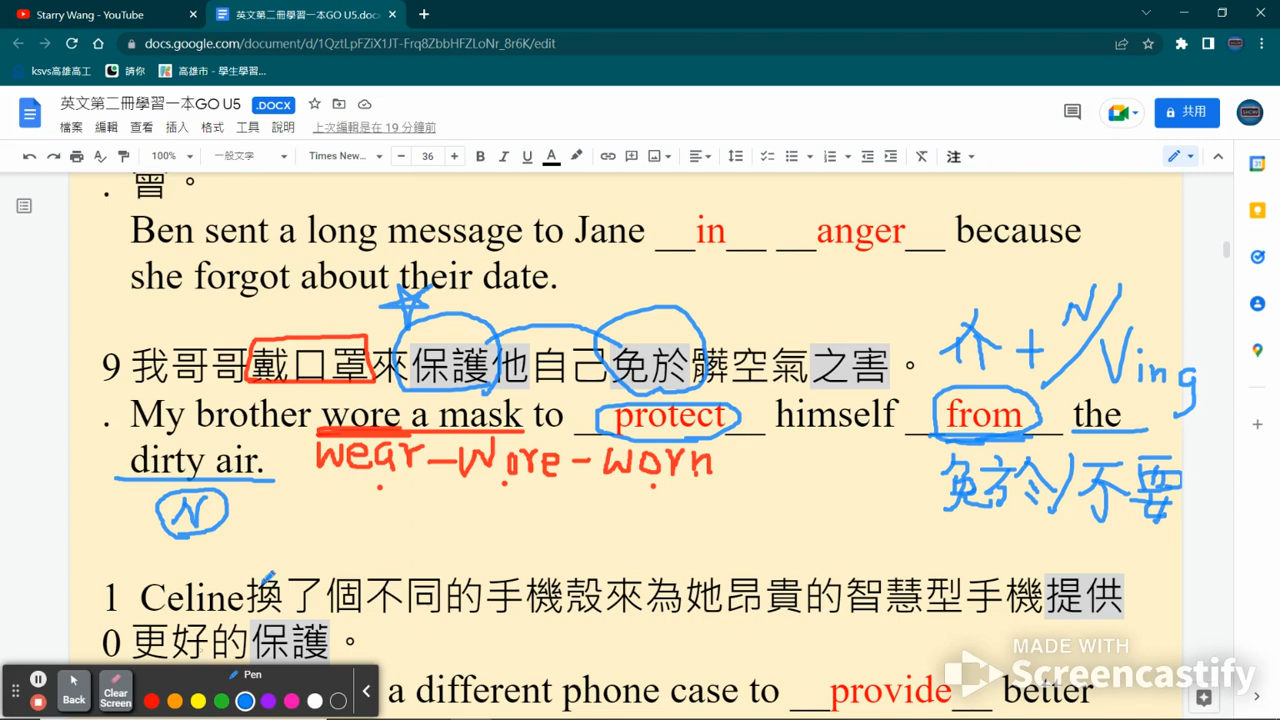 Starry Wang - YouTube
英文第二冊學習一本GO U5.docx
docs.google.com/document/d/1QztLpFZiX1JT-Frq8ZbbHFZLoNr_8r6K/edit
ksvs高雄高工
請你
高雄市 - 學生學習...
英文第二冊學習一本GO U5 .DOCX
共用
檔案 編輯 查看 插入 格式 工具 說明 上次編輯是在 19 分鐘前
100% 一般文字 Times New... 36 B I U A 注
. 會。
Ben sent a long message to Jane __in__ __anger__ because
she forgot about their date.
9 我哥哥戴口罩來保護他自己免於髒空氣之害。
介 + N/Ving
. My brother wore a mask to __protect__ himself __from__ the
dirty air.
wear-wore-worn
免於/不要
N
1 Celine換了個不同的手機殼來為她昂貴的智慧型手機提供
0 更好的保護。
a different phone case to __provide__ better
Back
Clear Screen
Pen
MADE WITH
Screencastify